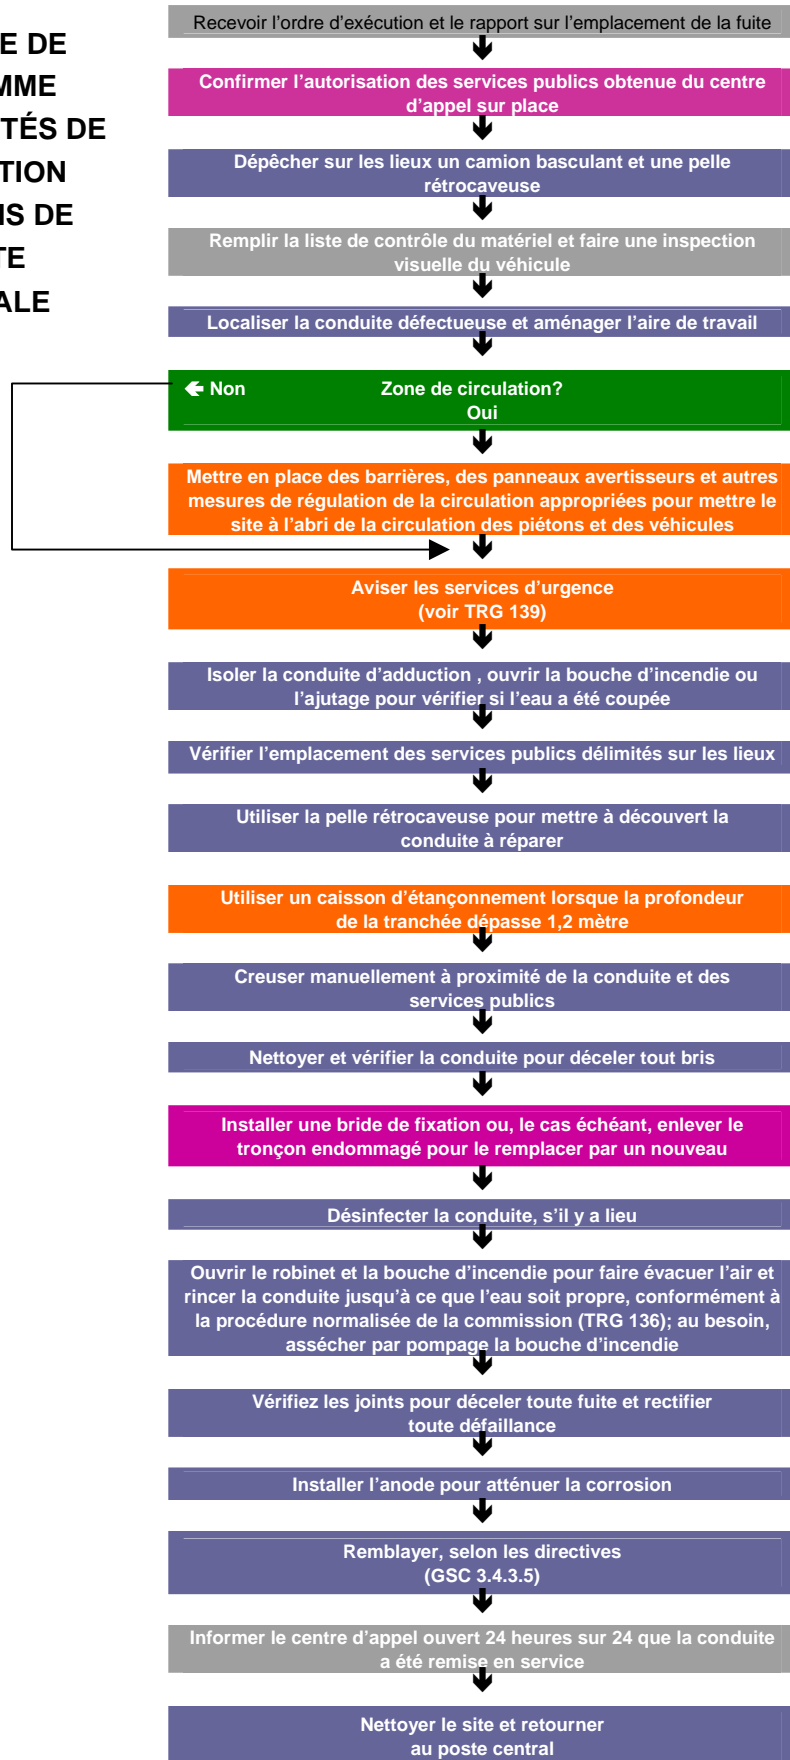 E DE
MME
TÉS DE
TION
NS DE
TE
ALE
Recevoir l'ordre d'exécution et le rapport sur l'emplacement de la fuite
Confirmer l'autorisation des services publics obtenue du centre
d'appel sur place
Dépêcher sur les lieux un camion basculant et une pelle
rétrocaveuse
Remplir la liste de contrôle du matériel et faire une inspection
visuelle du véhicule
Localiser la conduite défectueuse et aménager l'aire de travail
Non Zone de circulation?
Oui
Mettre en place des barrières, des panneaux avertisseurs et autres
mesures de régulation de la circulation appropriées pour mettre le
site à l'abri de la circulation des piétons et des véhicules
Aviser les services d'urgence
(voir TRG 139)
Isoler la conduite d'adduction , ouvrir la bouche d'incendie ou
l'ajutage pour vérifier si l'eau a été coupée
Vérifier l'emplacement des services publics délimités sur les lieux
Utiliser la pelle rétrocaveuse pour mettre à découvert la
conduite à réparer
Utiliser un caisson d'étançonnement lorsque la profondeur
de la tranchée dépasse 1,2 mètre
Creuser manuellement à proximité de la conduite et des
services publics
Nettoyer et vérifier la conduite pour déceler tout bris
Installer une bride de fixation ou, le cas échéant, enlever le
tronçon endommagé pour le remplacer par un nouveau
Désinfecter la conduite, s'il y a lieu
Ouvrir le robinet et la bouche d'incendie pour faire évacuer l'air et
rincer la conduite jusqu'à ce que l'eau soit propre, conformément à
la procédure normalisée de la commission (TRG 136); au besoin,
assécher par pompage la bouche d'incendie
Vérifiez les joints pour déceler toute fuite et rectifier
toute défaillance
Installer l'anode pour atténuer la corrosion
Remblayer, selon les directives
(GSC 3.4.3.5)
Informer le centre d'appel ouvert 24 heures sur 24 que la conduite
a été remise en service
Nettoyer le site et retourner
au poste central